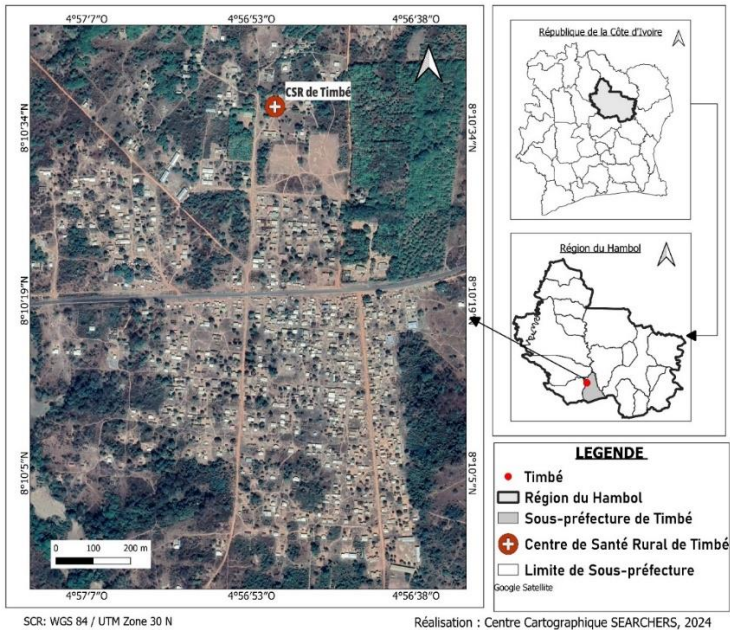 4°57'7"O
4°56'53"O
4°56'38"O
8°10'34"N
8°10'34"N
CSR de Timbé
8°10'19"N
8°10'19"N
8°10'5"N
8°10'5"N
0 100 200 m
4°57'7"O
4°56'53"O
4°56'38"O
République de la Côte d'Ivoire
Région du Hambol
LEGENDE
Timbé
Région du Hambol
Sous-préfecture de Timbé
Centre de Santé Rural de Timbé
Limite de Sous-préfecture
Google Satellite
SCR: WGS 84 / UTM Zone 30 N
Réalisation : Centre Cartographique SEARCHERS, 2024